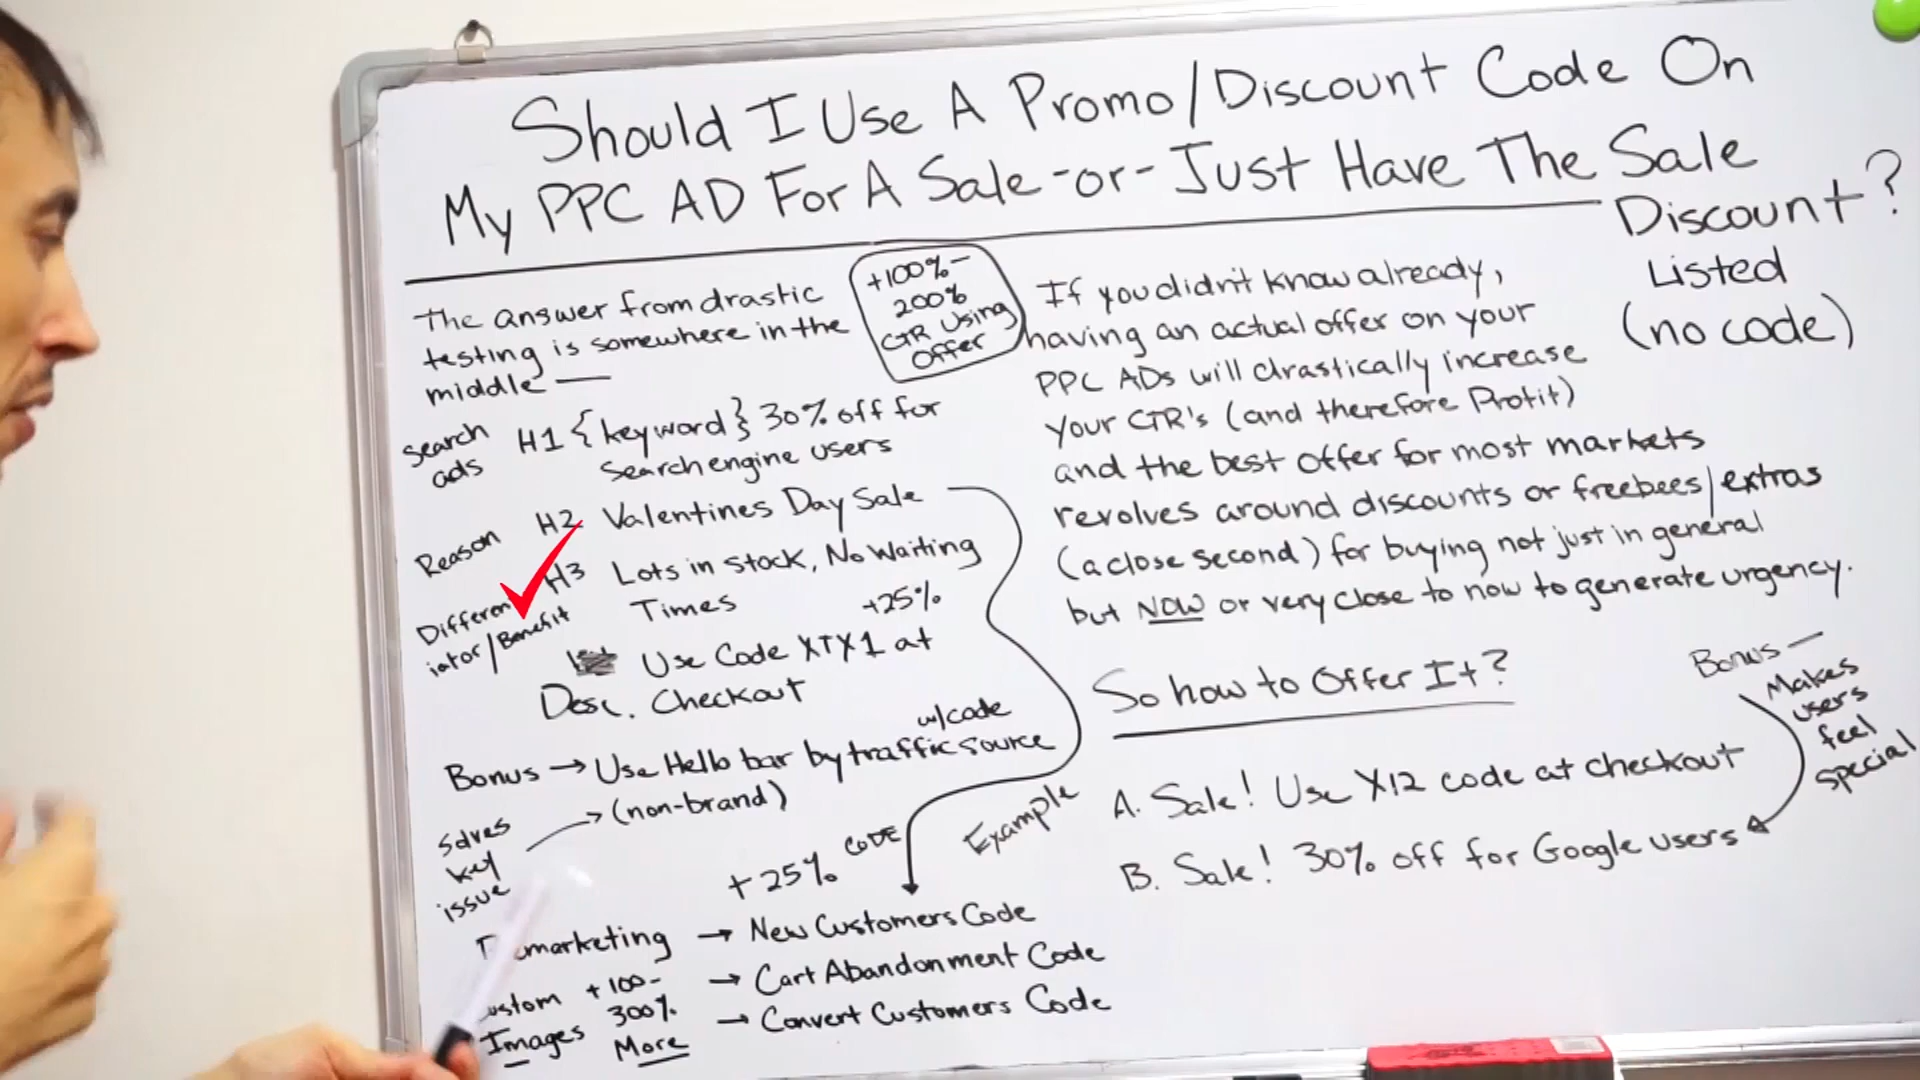 Should I Use A Promo/Discount Code On
My PPC AD For A Sale -or- Just Have The Sale
Discount?
Listed
(no code)
The answer from drastic
testing is somewhere in the
middle —
+100%-
200%
CTR Using
Offer
Search
ads
H1 {keyword} 30% off for
Search engine users
Reason
H2 Valentines Day Sale
Differen
iator/Benefit
H3 Lots in stock, No Waiting
Times
+25%
Use Code XTX1 at
Desc. Checkout
w/code
Bonus → Use Hello bar by traffic source
(non-brand)
Solves
key
issue
+25% CODE
marketing → New Customers Code
→ Cart Abandonment Code
→ Convert Customers Code
ustom
Images
+100-
300%
More
If you didn't know already,
having an actual offer on your
PPC ADs will drastically increase
your CTR's (and therefore Profit)
and the best offer for most markets
revolves around discounts or freebees/extras
(a close second) for buying not just in general
but NOW or very close to now to generate urgency.
So how to Offer It?
Bonus —
Makes
users
feel
special
Example
A. Sale! Use X12 code at checkout
B. Sale! 30% off for Google users